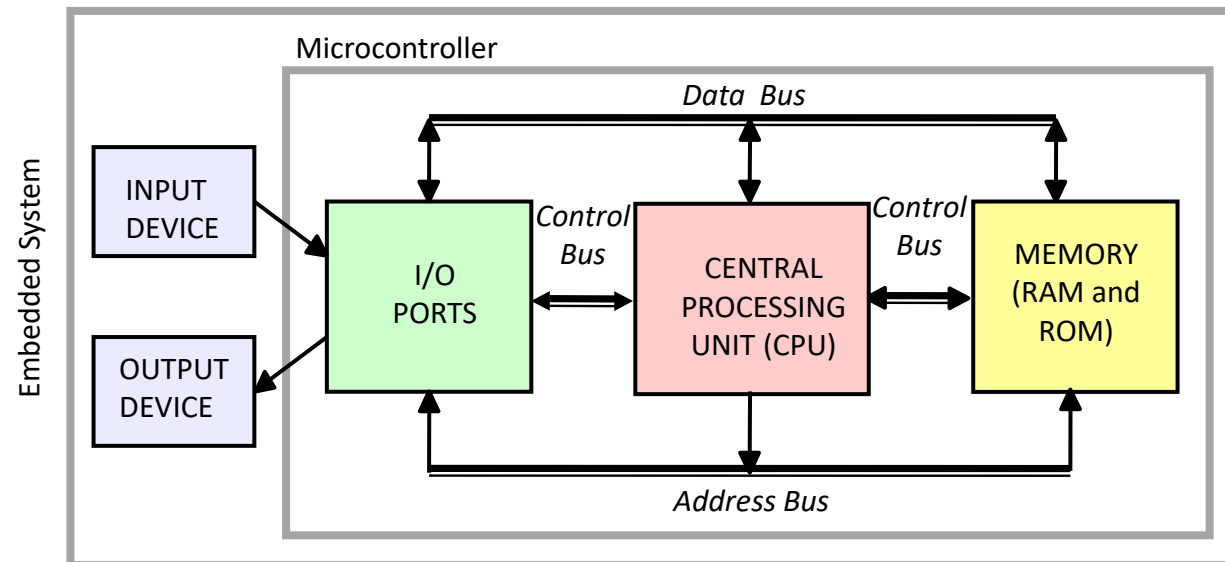 Embedded System
Microcontroller
Data Bus
INPUT
DEVICE
OUTPUT
DEVICE
I/O
PORTS
Control
Bus
CENTRAL
PROCESSING
UNIT (CPU)
Control
Bus
MEMORY
(RAM and
ROM)
Address Bus